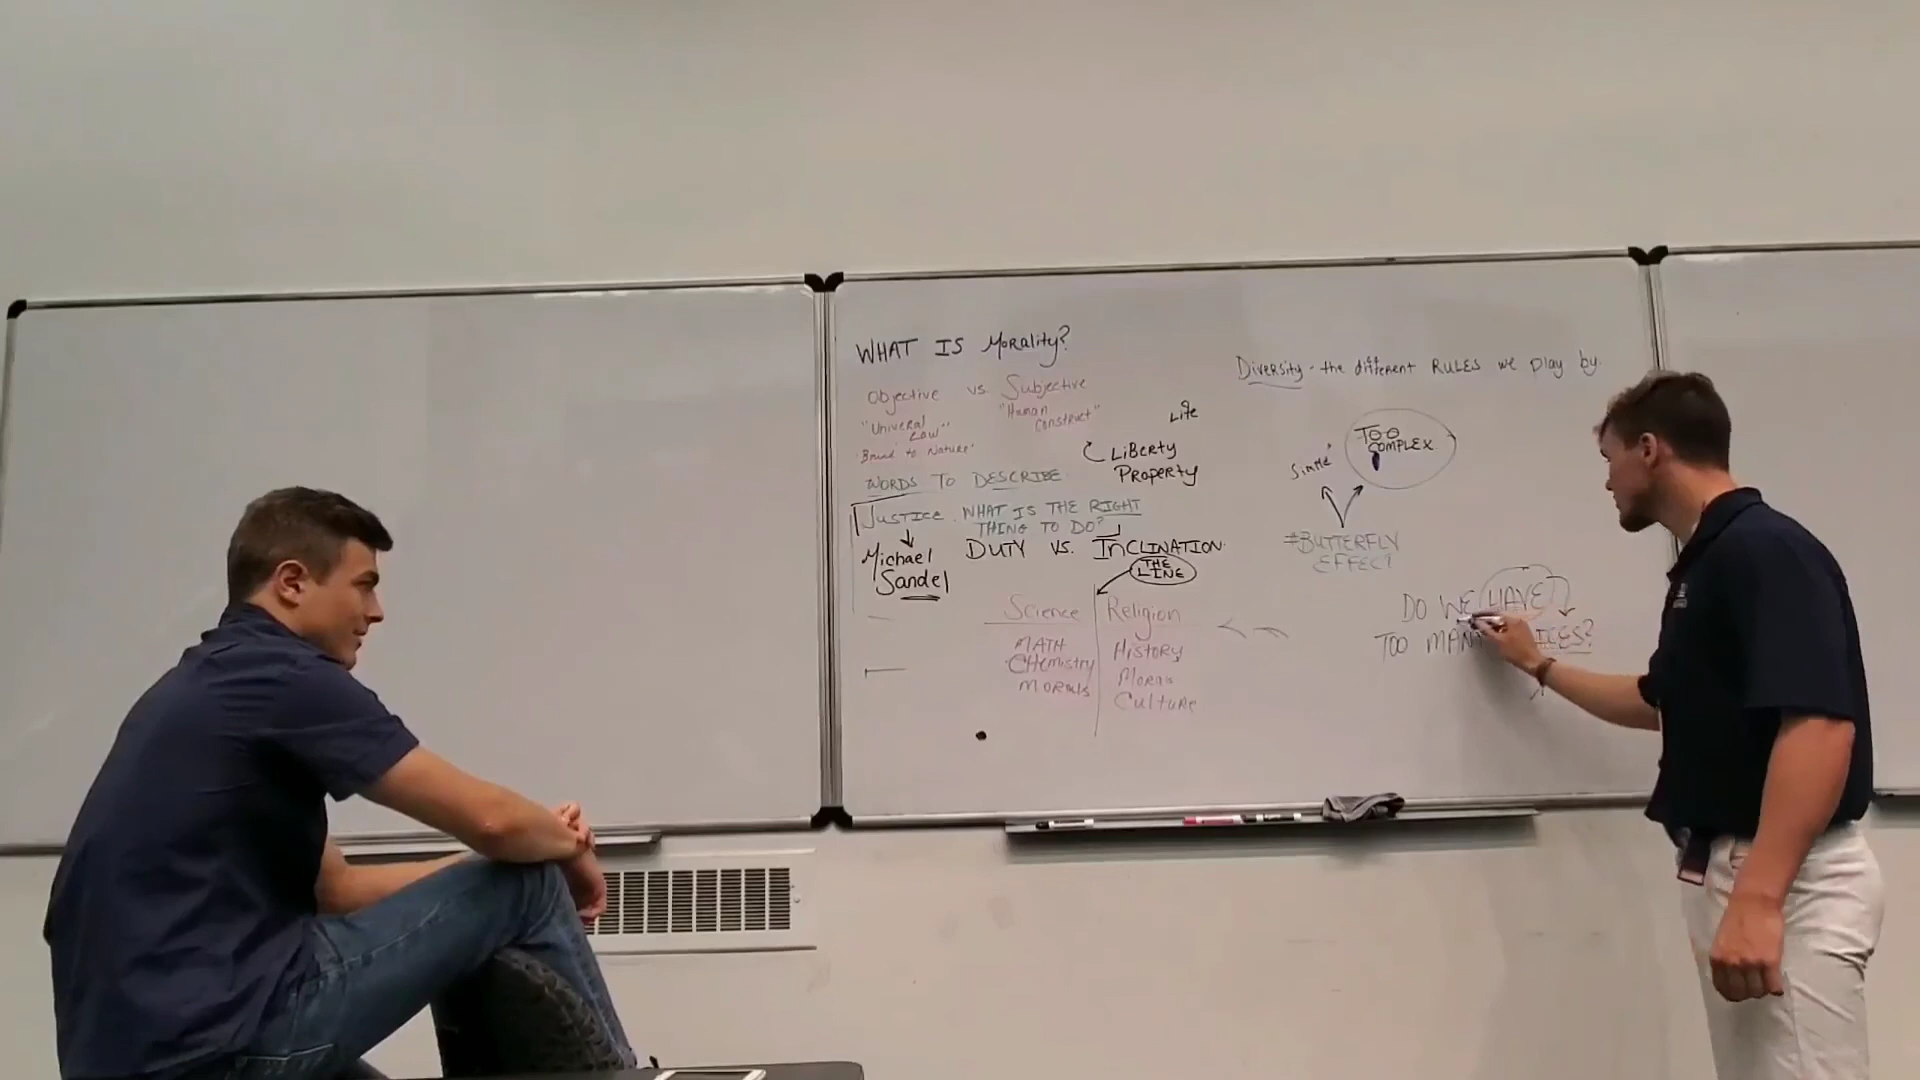 WHAT IS Morality?
Objective vs. Subjective
"Univeral Law"
"Human Construct"
Bound to Nature"
WORDS TO DESCRIBE
JUSTICE. WHAT IS THE RIGHT
THING TO DO?
Michael
Sandel
DUTY vs. INCLINATION
THE
LINE
Science
MATH
CHemistry
MORals
Religion
History
Morals
Culture
Life
LiBerty
Property
Diversity - the different RULES we play by.
Simple
TOO
COMPLEX
#BUTTERFLY
EFFECT
DO WE HAVE
TOO MANY ICES?